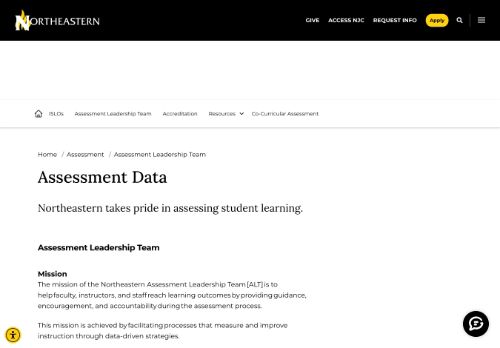 NORTHEASTERN
GIVE ACCESS NJC REQUEST INFO Apply
ISLOs Assessment Leadership Team Accreditation Resources Co-Curricular Assessment
Home / Assessment / Assessment Leadership Team
Assessment Data
Northeastern takes pride in assessing student learning.
Assessment Leadership Team
Mission
The mission of the Northeastern Assessment Leadership Team [ALT] is to
help faculty, instructors, and staff reach learning outcomes by providing guidance,
encouragement, and accountability during the assessment process.
This mission is achieved by facilitating processes that measure and improve
instruction through data-driven strategies.